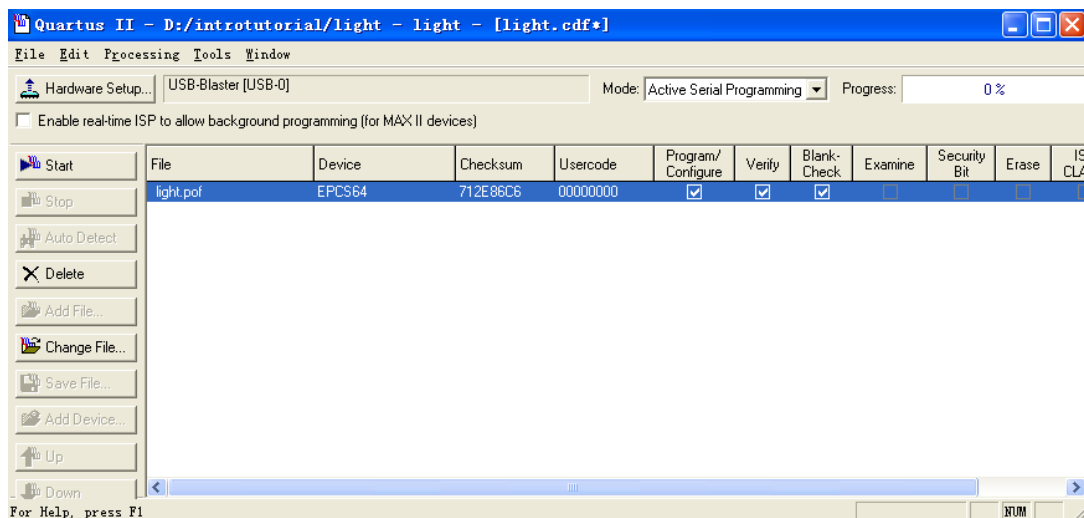 Quartus II - D:/introtutorial/light - light - [light.cdf*]
File Edit Processing Tools Window
Hardware Setup... USB-Blaster [USB-0] Mode: Active Serial Programming Progress: 0 %
Enable real-time ISP to allow background programming (for MAX II devices)
Start
Stop
Auto Detect
Delete
Add File...
Change File...
Save File...
Add Device...
Up
Down
File Device Checksum Usercode Program/ Configure Verify Blank- Check Examine Security Bit Erase
light.pof EPCS64 712E86C6 00000000
For Help, press F1 NUM